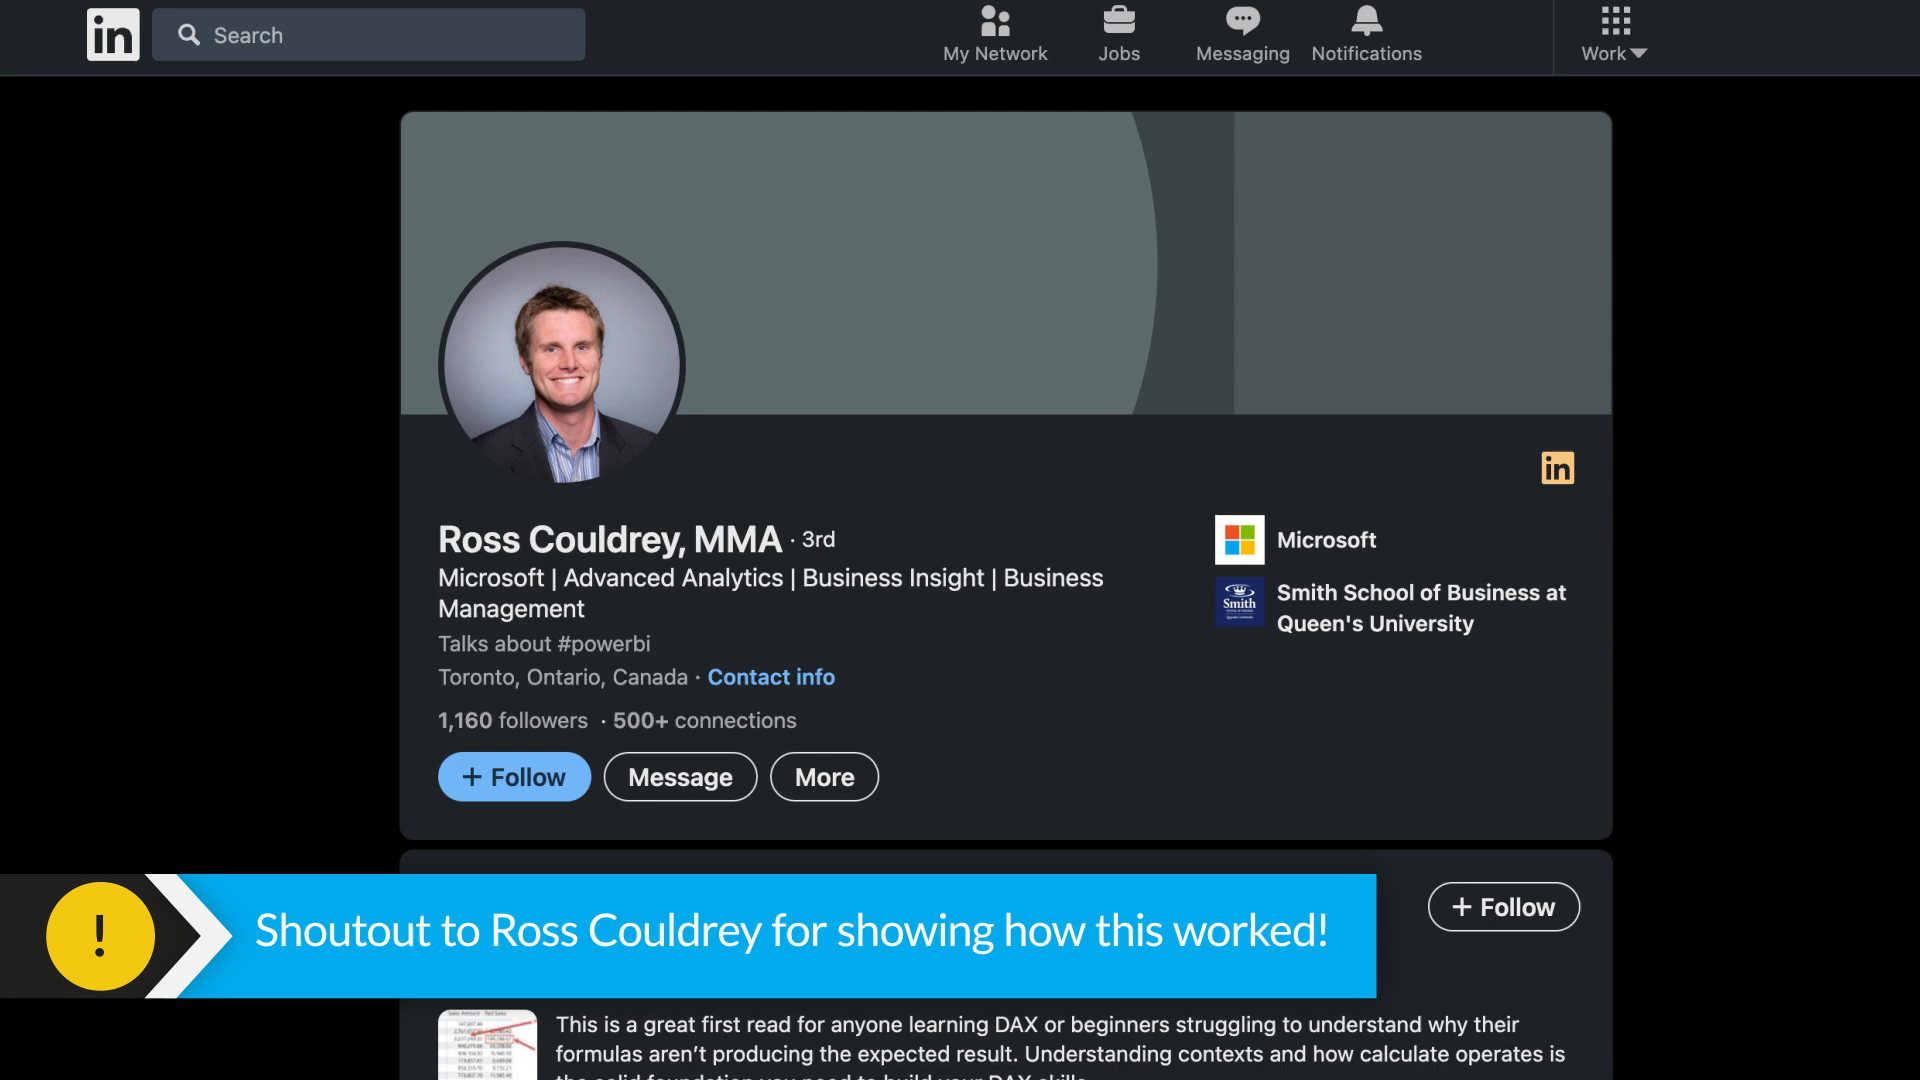 in
Search
My Network
Jobs
Messaging
Notifications
Work
in
Ross Couldrey, MMA · 3rd
Microsoft | Advanced Analytics | Business Insight | Business
Management
Talks about #powerbi
Toronto, Ontario, Canada · Contact info
1,160 followers · 500+ connections
+ Follow
Message
More
Microsoft
Smith
Smith School of Business at
Queen's University
+ Follow
!
Shoutout to Ross Couldrey for showing how this worked!
This is a great first read for anyone learning DAX or beginners struggling to understand why their
formulas aren’t producing the expected result. Understanding contexts and how calculate operates is